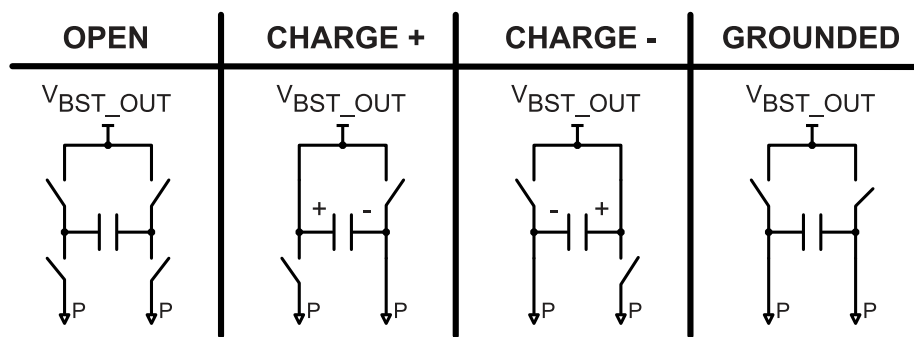 OPEN CHARGE + CHARGE - GROUNDED
VBST_OUT VBST_OUT VBST_OUT VBST_OUT
+ - - +
P P P P P P P P